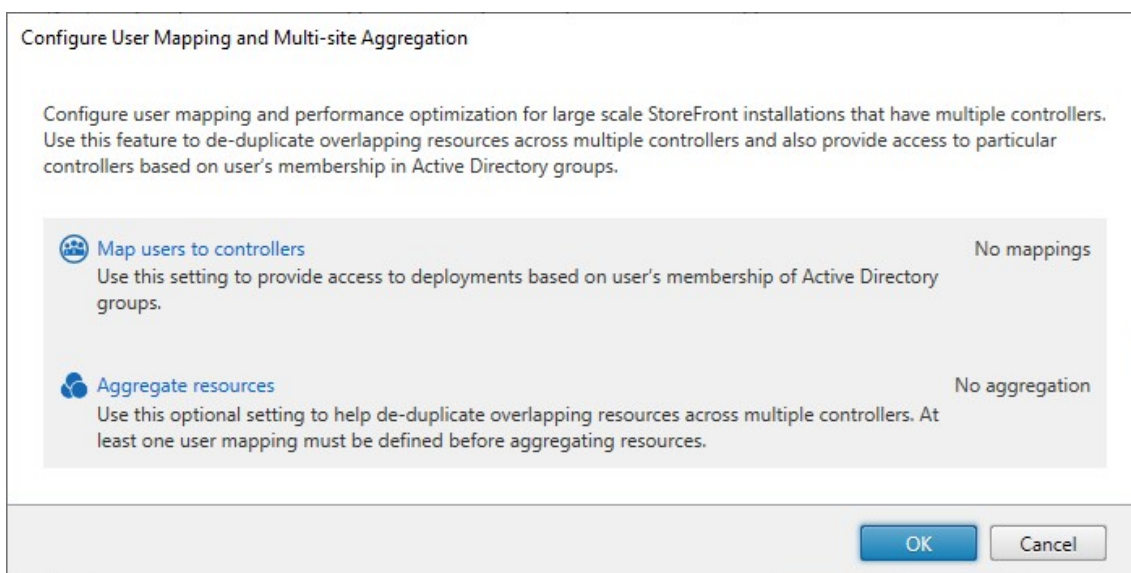 Configure User Mapping and Multi-site Aggregation
Configure user mapping and performance optimization for large scale StoreFront installations that have multiple controllers.
Use this feature to de-duplicate overlapping resources across multiple controllers and also provide access to particular
controllers based on user's membership in Active Directory groups.
Map users to controllers
No mappings
Use this setting to provide access to deployments based on user's membership of Active Directory
groups.
Aggregate resources
No aggregation
Use this optional setting to help de-duplicate overlapping resources across multiple controllers. At
least one user mapping must be defined before aggregating resources.
OK
Cancel